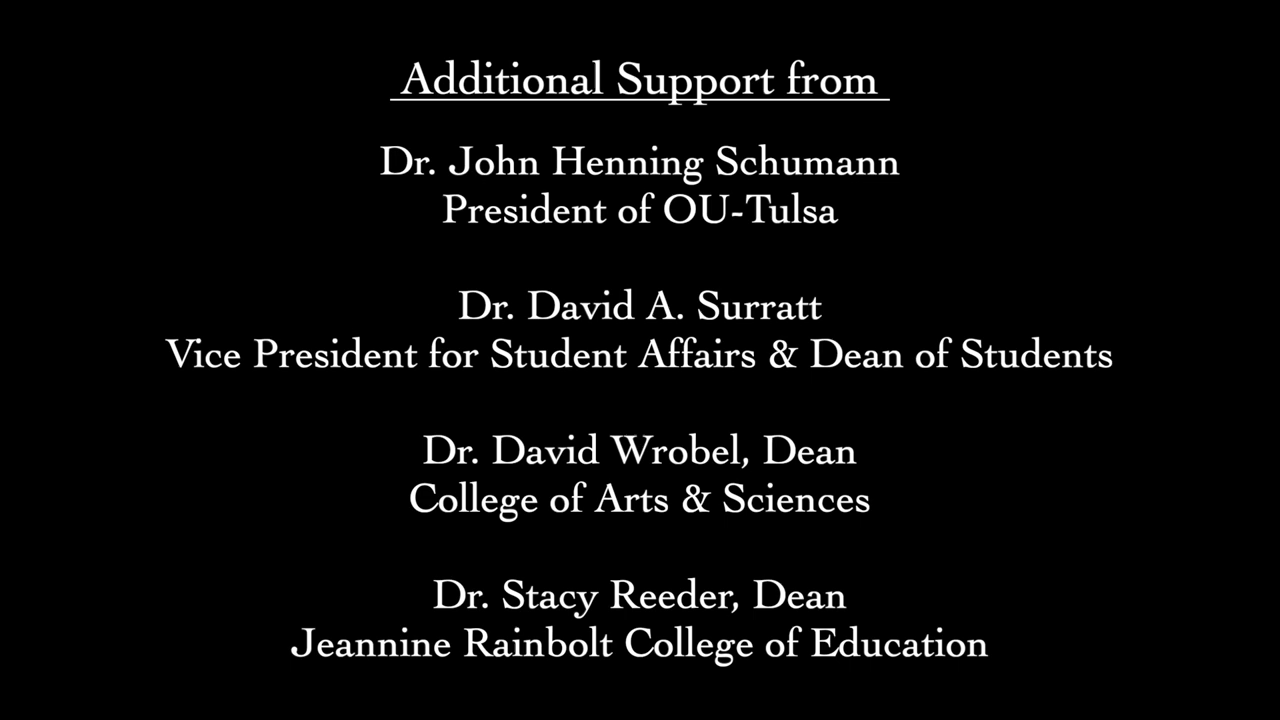 Additional Support from
Dr. John Henning Schumann
President of OU-Tulsa
Dr. David A. Surratt
Vice President for Student Affairs & Dean of Students
Dr. David Wrobel, Dean
College of Arts & Sciences
Dr. Stacy Reeder, Dean
Jeannine Rainbolt College of Education